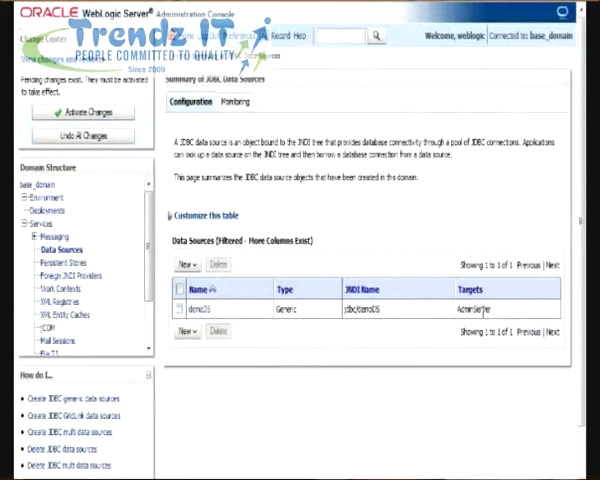 ORACLE WebLogic Server® Administration Console
Change Center
Record Help
Welcome, weblogic
Connected to: base_domain
Trendz IT
PEOPLE COMMITTED TO QUALITY
Since 2008
View changes and
Pending changes exist. They must be activated
to take effect.
Activate Changes
Undo All Changes
Summary of JDBC Data Sources
Configuration
Monitoring
A JDBC data source is an object bound to the JNDI tree that provides database connectivity through a pool of JDBC connections. Applications
can look up a data source on the JNDI tree and then borrow a database connection from a data source.
This page summarizes the JDBC data source objects that have been created in this domain.
Customize this table
Data Sources (Filtered - More Columns Exist)
New
Delete
Showing 1 to 1 of 1 Previous | Next
Name
Type
JNDI Name
Targets
demoDS
Generic
jdbc/demoDS
AdminServer
New
Delete
Showing 1 to 1 of 1 Previous | Next
Domain Structure
base_domain
Environment
Deployments
Services
Messaging
Data Sources
Persistent Stores
Foreign JNDI Providers
Work Contexts
XML Registries
XML Entity Caches
jCOM
Mail Sessions
File T3
How do I...
Create JDBC generic data sources
Create JDBC GridLink data sources
Create JDBC multi data sources
Delete JDBC data sources
Delete JDBC multi data sources